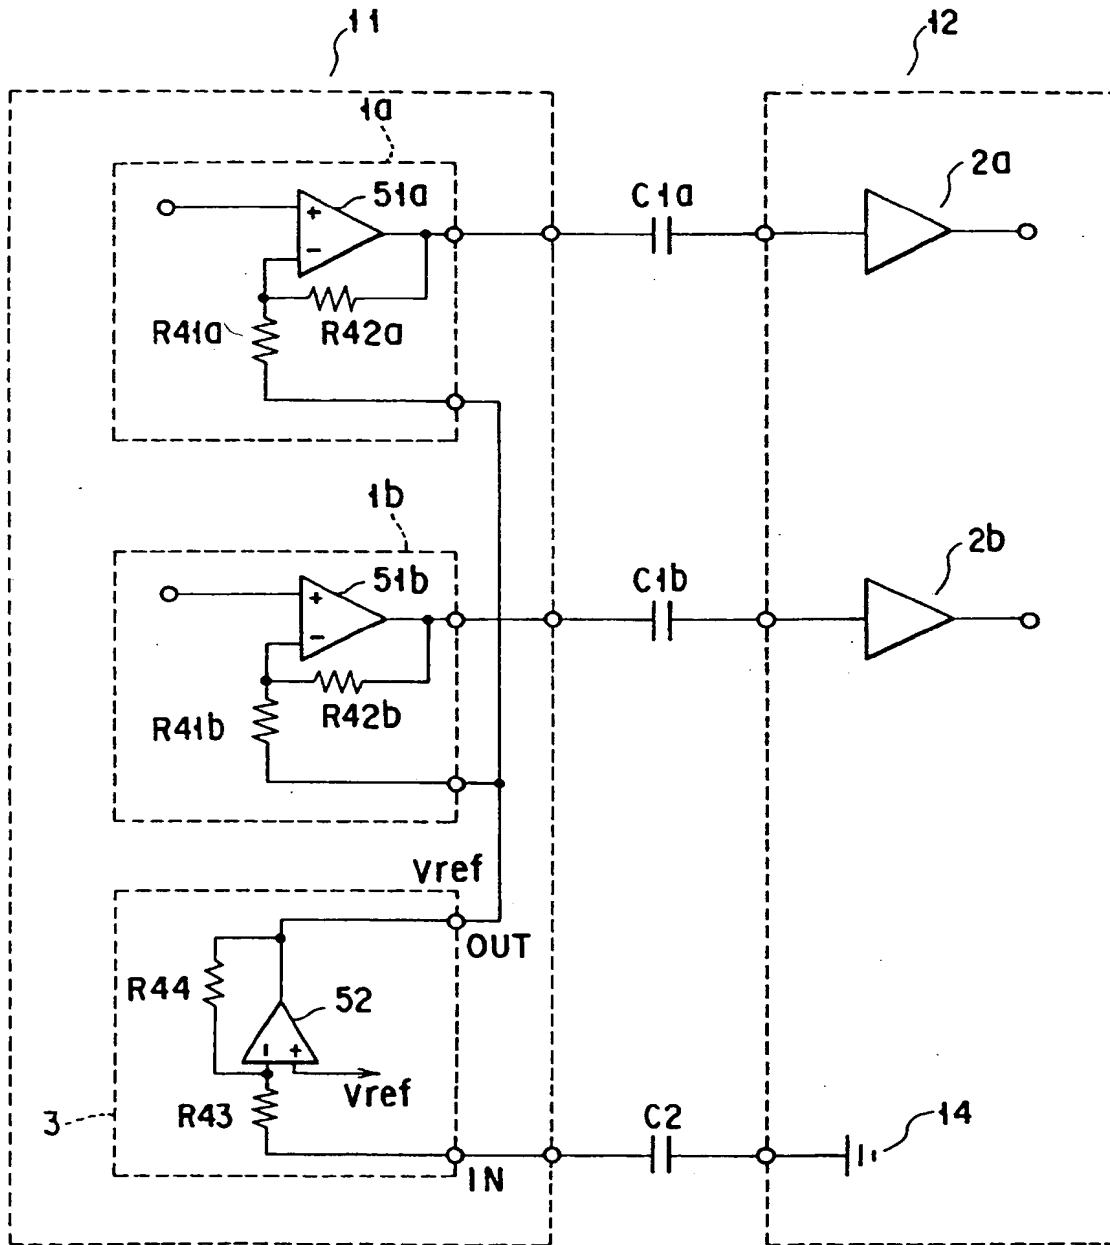 11
12
1a
51a
+
−
R41a
R42a
C1a
2a
1b
51b
+
−
R41b
R42b
C1b
2b
Vref
OUT
R44
52
− +
Vref
R43
3
IN
C2
14